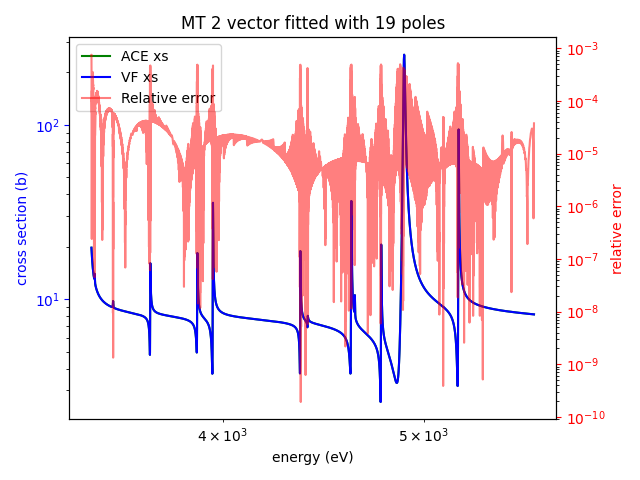 MT 2 vector fitted with 19 poles
ACE xs
VF xs
Relative error
cross section (b)
10²
10¹
relative error
10⁻³
10⁻⁴
10⁻⁵
10⁻⁶
10⁻⁷
10⁻⁸
10⁻⁹
10⁻¹⁰
4 × 10³
5 × 10³
energy (eV)